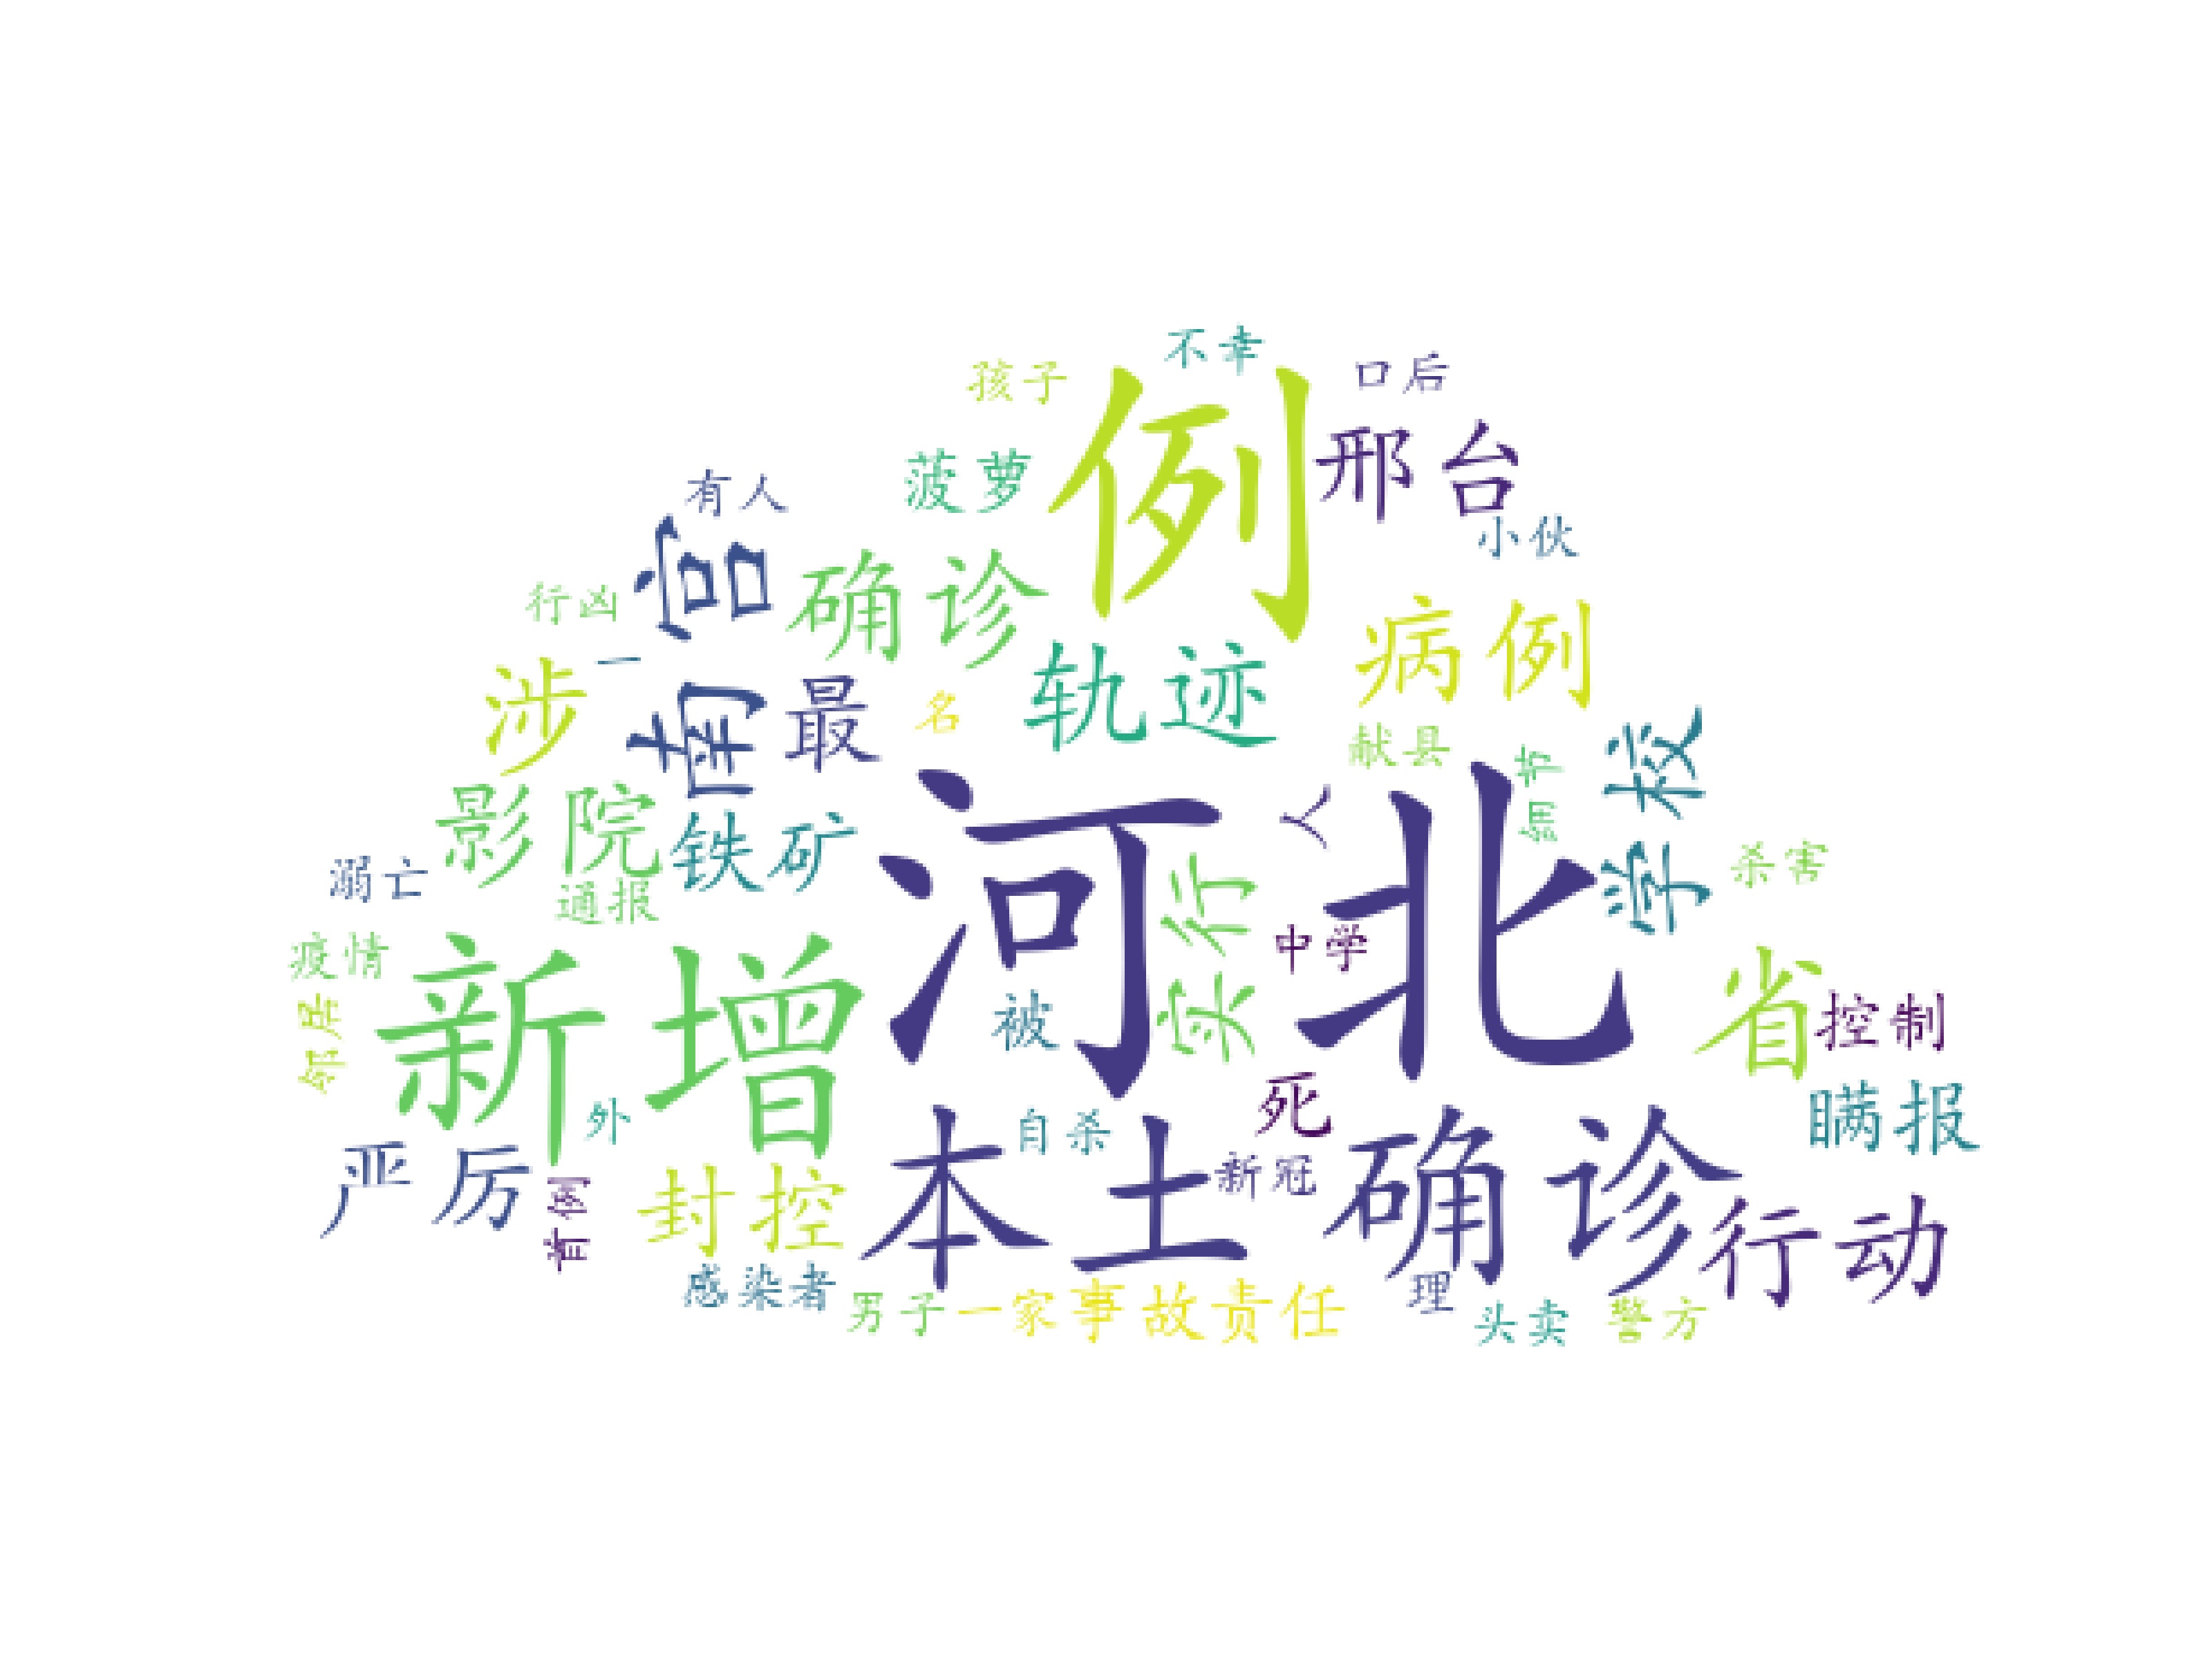 不幸
孩子
口后
例
邢台
菠萝
有人
小伙
南宫
确诊
行凶
病例
一
涉
轨迹
最
名
献县
学校
细节
影院
铁矿
河北
人
杀害
溺亡
通报
实行
中学
疫情
新增
省
控制
邻居
被
死
瞒报
外
自杀
本土
确诊
严厉
首例
封控
新冠
行动
感染者
男子
一家
事故责任
理
头卖
警方